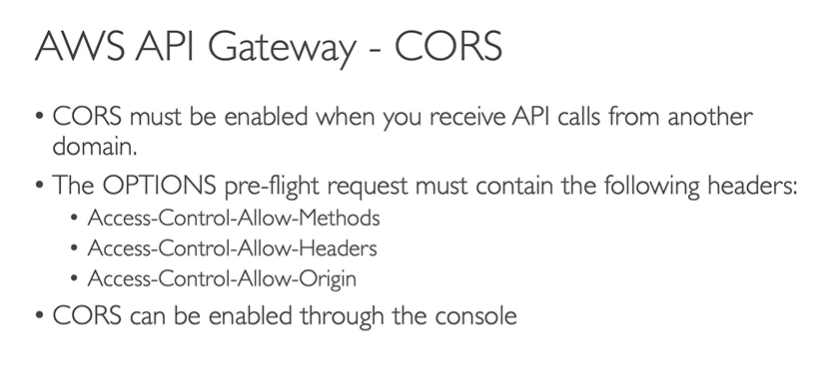 AWS API Gateway - CORS
• CORS must be enabled when you receive API calls from another
domain.
• The OPTIONS pre-flight request must contain the following headers:
• Access-Control-Allow-Methods
• Access-Control-Allow-Headers
• Access-Control-Allow-Origin
• CORS can be enabled through the console